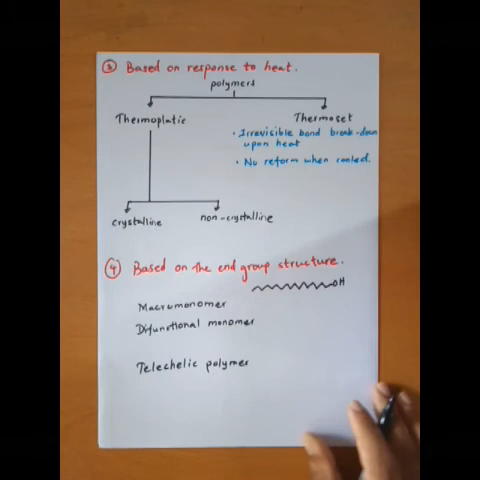 ③ Based on response to heat.
polymers
Thermoplatic
Thermoset
• Irrevisible bond break-down
upon heat
• No reform when cooled.
crystalline
non-crystalline
④ Based on the end group structure.
OH
Macromonomer
Difunctional monomer
Telechelic polymer